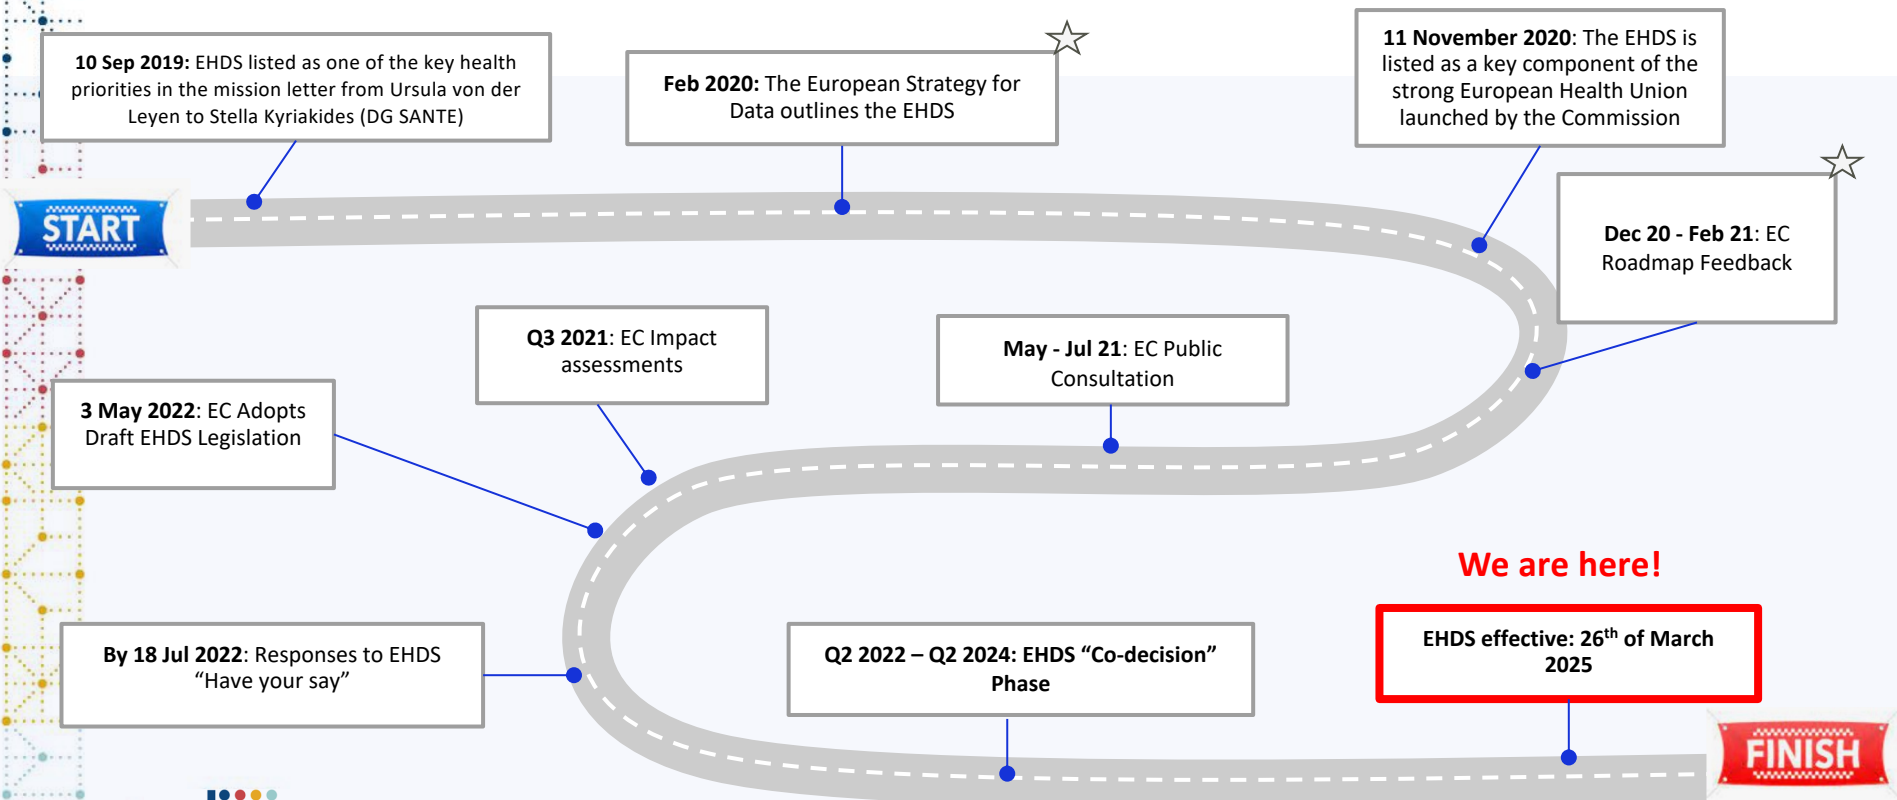 10 Sep 2019: EHDS listed as one of the key health
priorities in the mission letter from Ursula von der
Leyen to Stella Kyriakides (DG SANTE)
Feb 2020: The European Strategy for
Data outlines the EHDS
11 November 2020: The EHDS is
listed as a key component of the
strong European Health Union
launched by the Commission
START
Dec 20 - Feb 21: EC
Roadmap Feedback
Q3 2021: EC Impact
assessments
May - Jul 21: EC Public
Consultation
3 May 2022: EC Adopts
Draft EHDS Legislation
We are here!
By 18 Jul 2022: Responses to EHDS
“Have your say”
Q2 2022 – Q2 2024: EHDS “Co-decision”
Phase
EHDS effective: 26th of March
2025
FINISH